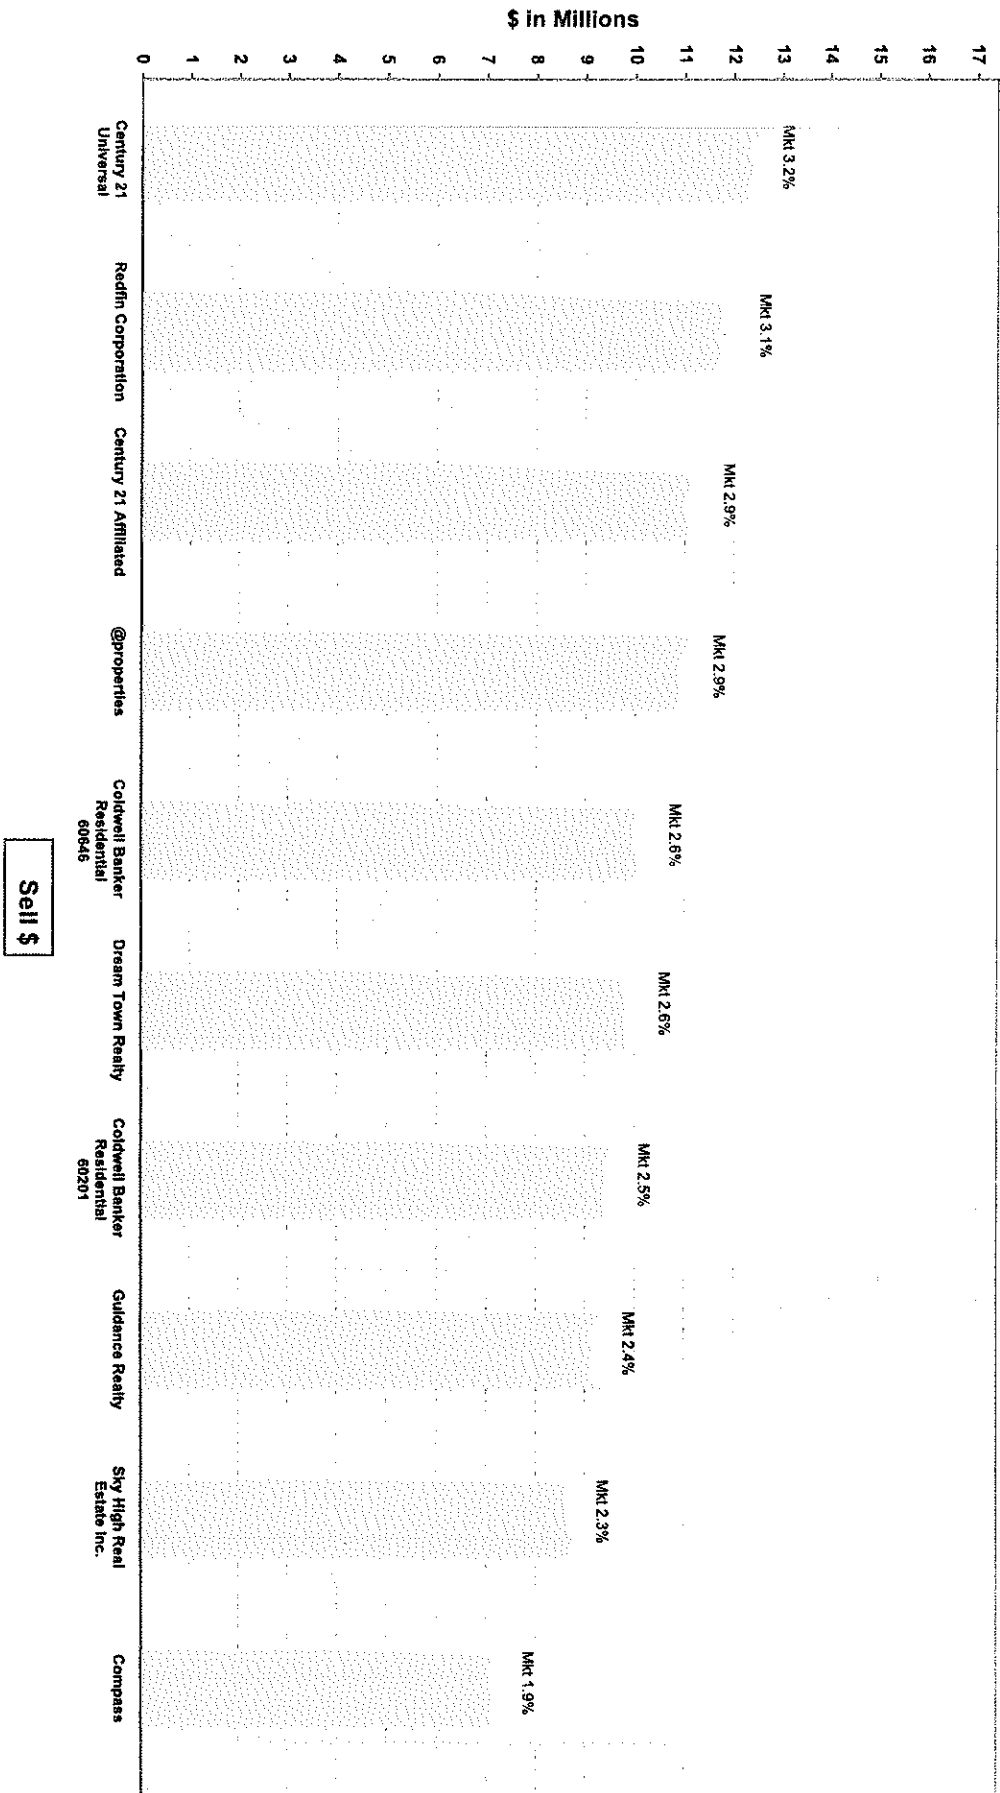 $ in Millions
17
16
15
14
13
12
11
10
9
8
7
6
5
4
3
2
1
0
Mkt 3.2%
Mkt 3.1%
Mkt 2.9%
Mkt 2.9%
Mkt 2.6%
Mkt 2.6%
Mkt 2.5%
Mkt 2.4%
Mkt 2.3%
Mkt 1.9%
Century 21
Universal
Redfin Corporation
Century 21 Affiliated
@properties
Coldwell Banker
Residential
60646
Dream Town Realty
Coldwell Banker
Residential
60201
Guidance Realty
Sky High Real
Estate Inc.
Compass
Sell $